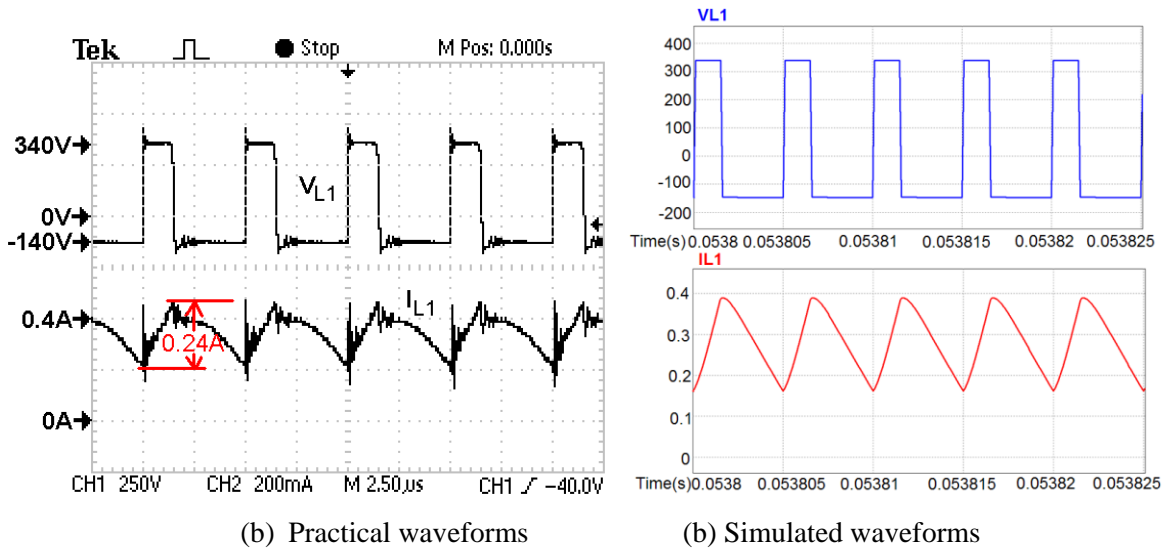 Tek
Stop
M Pos: 0.000s
340V
V_L1
0V
-140V
I_L1
0.4A
0.24A
0A
CH1 250V
CH2 200mA
M 2.50µs
CH1 ∕ -40.0V
(b) Practical waveforms
VL1
400
300
200
100
0
-100
-200
Time(s) 0.0538 0.053805 0.05381 0.053815 0.05382 0.053825
IL1
0.4
0.3
0.2
0.1
0
Time(s) 0.0538 0.053805 0.05381 0.053815 0.05382 0.053825
(b) Simulated waveforms